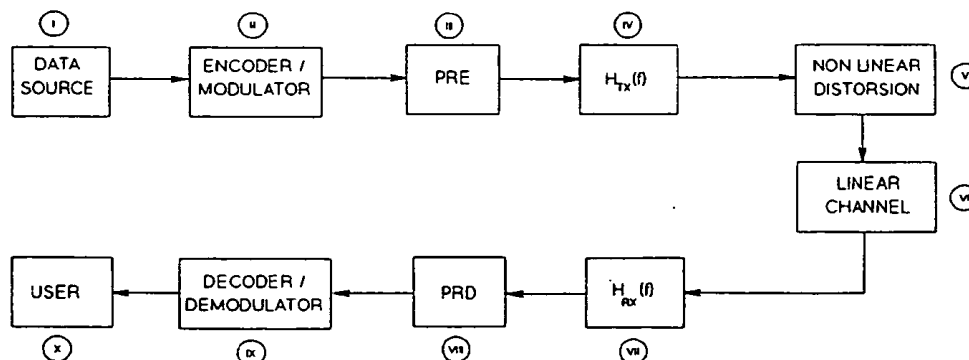 I
II
III
IV
DATA
SOURCE
ENCODER /
MODULATOR
PRE
H_TX(f)
NON LINEAR
DISTORSION
V
LINEAR
CHANNEL
VI
USER
DECODER /
DEMODULATOR
PRD
H_RX(f)
X
IX
VIII
VII